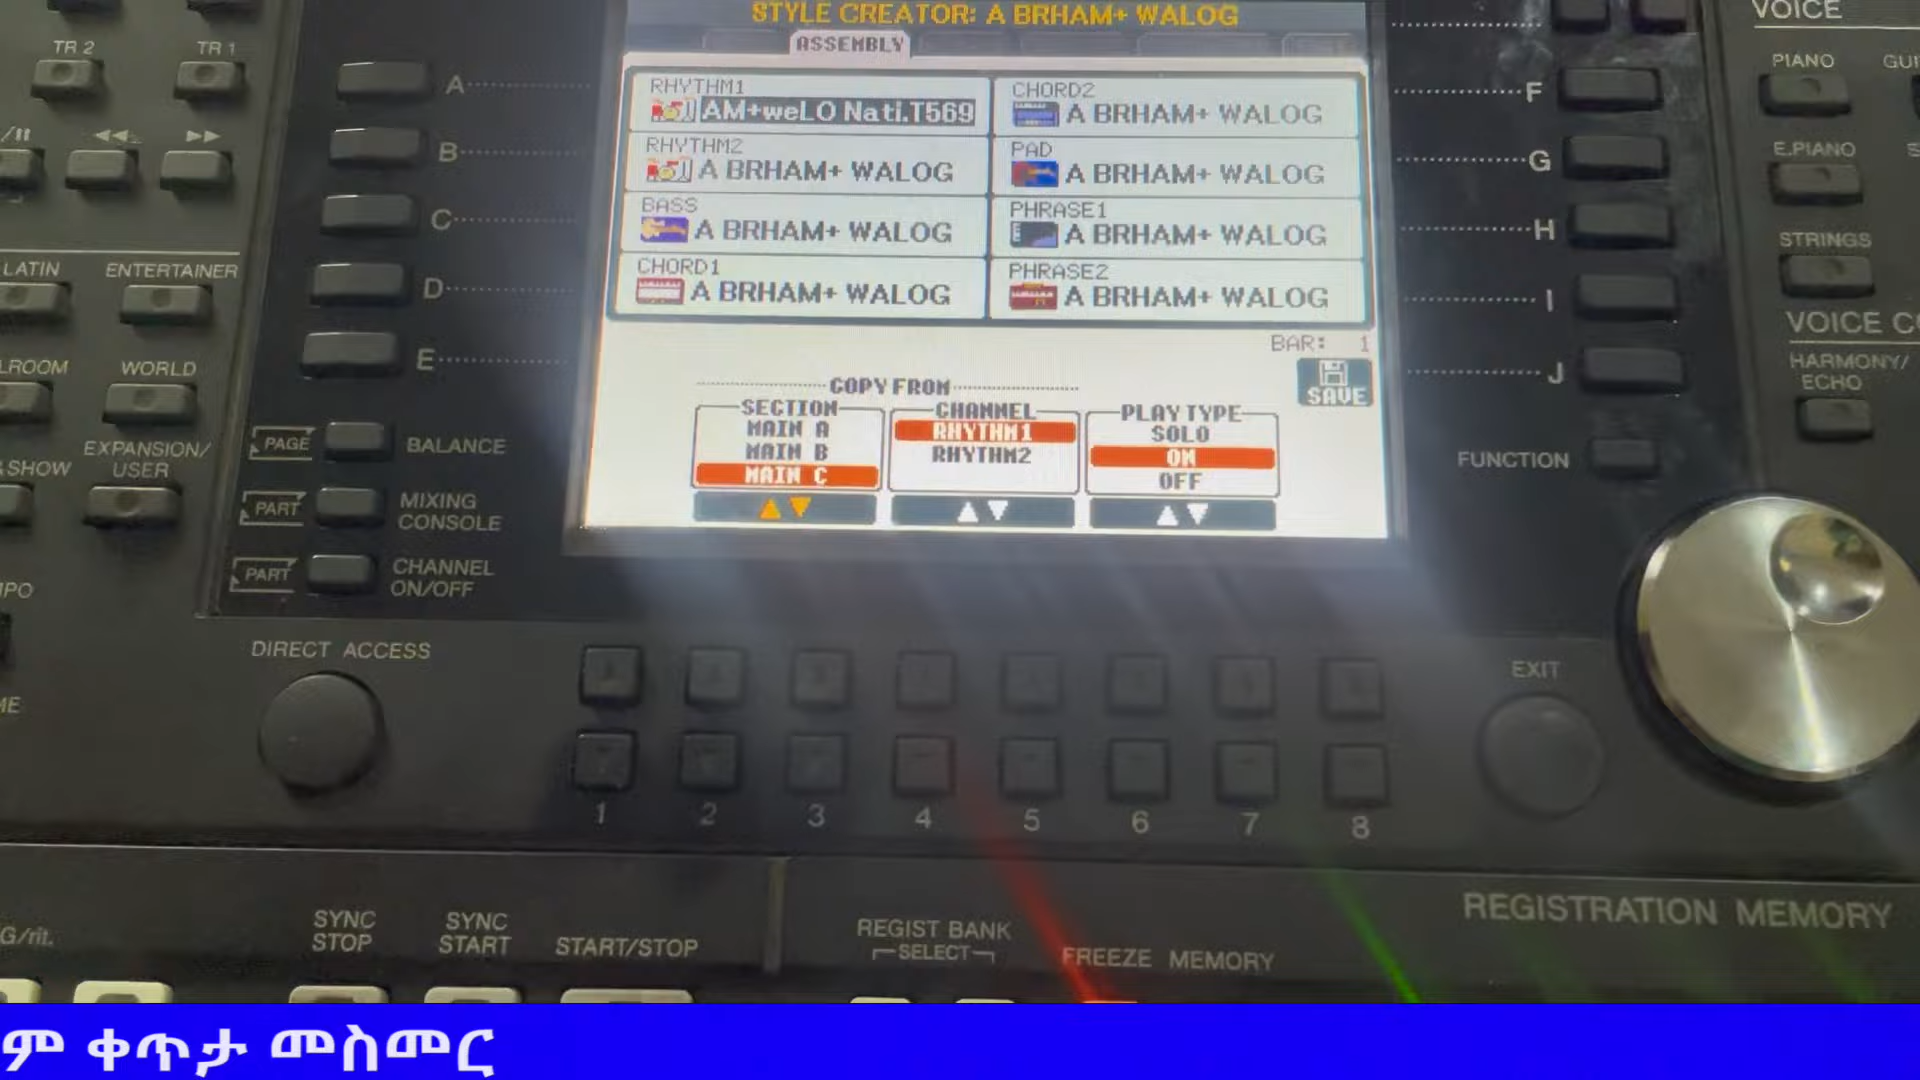 STYLE CREATOR: A BRHAM+ WALOG
ASSEMBLY
RHYTHM1
AM+weLO Nati.T569
RHYTHM2
A BRHAM+ WALOG
BASS
A BRHAM+ WALOG
CHORD1
A BRHAM+ WALOG
CHORD2
A BRHAM+ WALOG
PAD
A BRHAM+ WALOG
PHRASE1
A BRHAM+ WALOG
PHRASE2
A BRHAM+ WALOG
BAR: 1
SAVE
COPY FROM
SECTION
MAIN A
MAIN B
MAIN C
CHANNEL
RHYTHM1
RHYTHM2
PLAY TYPE
SOLO
ON
OFF
TR 2
TR 1
LATIN
ENTERTAINER
WORLD
EXPANSION/
USER
A
B
C
D
E
PAGE
BALANCE
PART
MIXING
CONSOLE
PART
CHANNEL
ON/OFF
DIRECT ACCESS
F
G
H
I
J
FUNCTION
VOICE
PIANO
E.PIANO
STRINGS
HARMONY/
ECHO
EXIT
1 2 3 4 5 6 7 8
SYNC
STOP
SYNC
START
START/STOP
REGIST BANK
SELECT
FREEZE MEMORY
REGISTRATION MEMORY
ም ቀጥታ መስመር